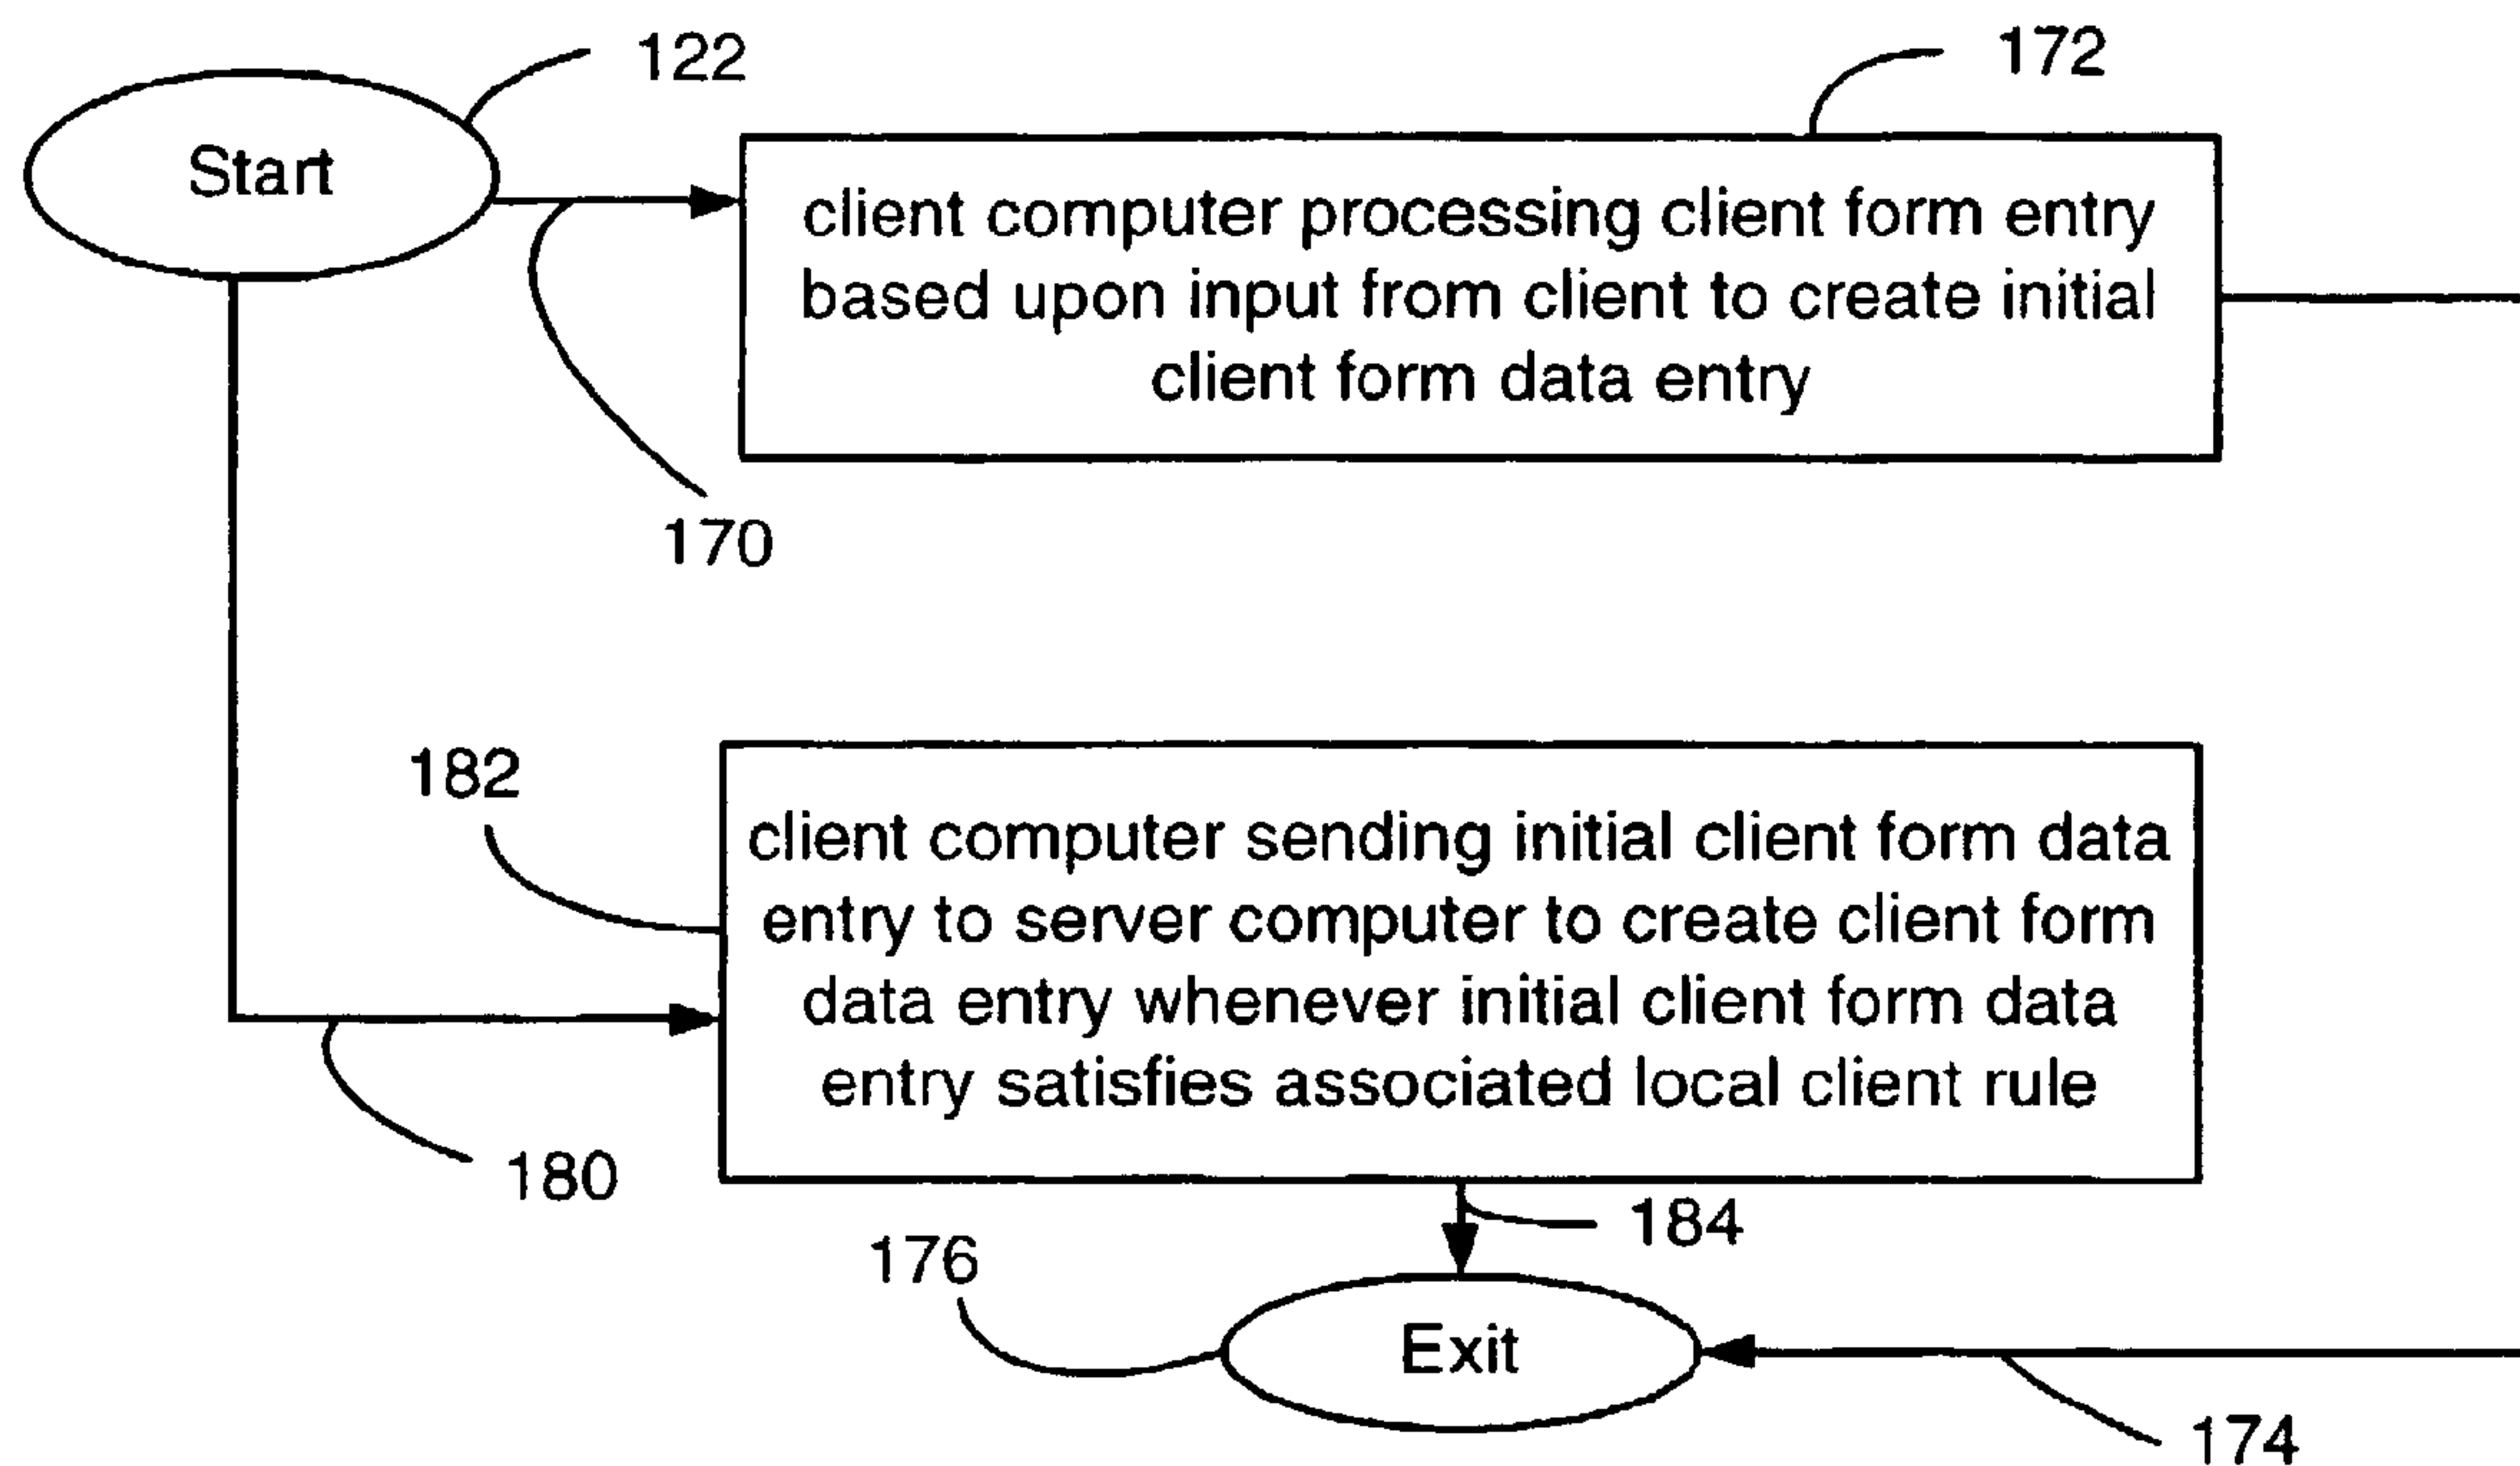 122
172
Start
client computer processing client form entry
based upon input from client to create initial
client form data entry
170
182
client computer sending initial client form data
entry to server computer to create client form
data entry whenever initial client form data
entry satisfies associated local client rule
180
184
176
Exit
174